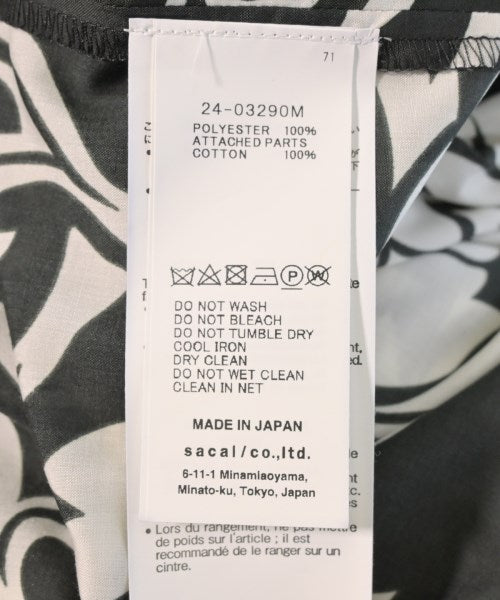 71
24-03290M
POLYESTER 100%
ATTACHED PARTS
COTTON 100%
P W
DO NOT WASH
DO NOT BLEACH
DO NOT TUMBLE DRY
COOL IRON
DRY CLEAN
DO NOT WET CLEAN
CLEAN IN NET
MADE IN JAPAN
sacai/co.,ltd.
6-11-1 Minamiaoyama,
Minato-ku, Tokyo, Japan
• Lors du rangement, ne pas mettre
de poids sur l'article ; il est
recommandé de le ranger sur un
cintre.